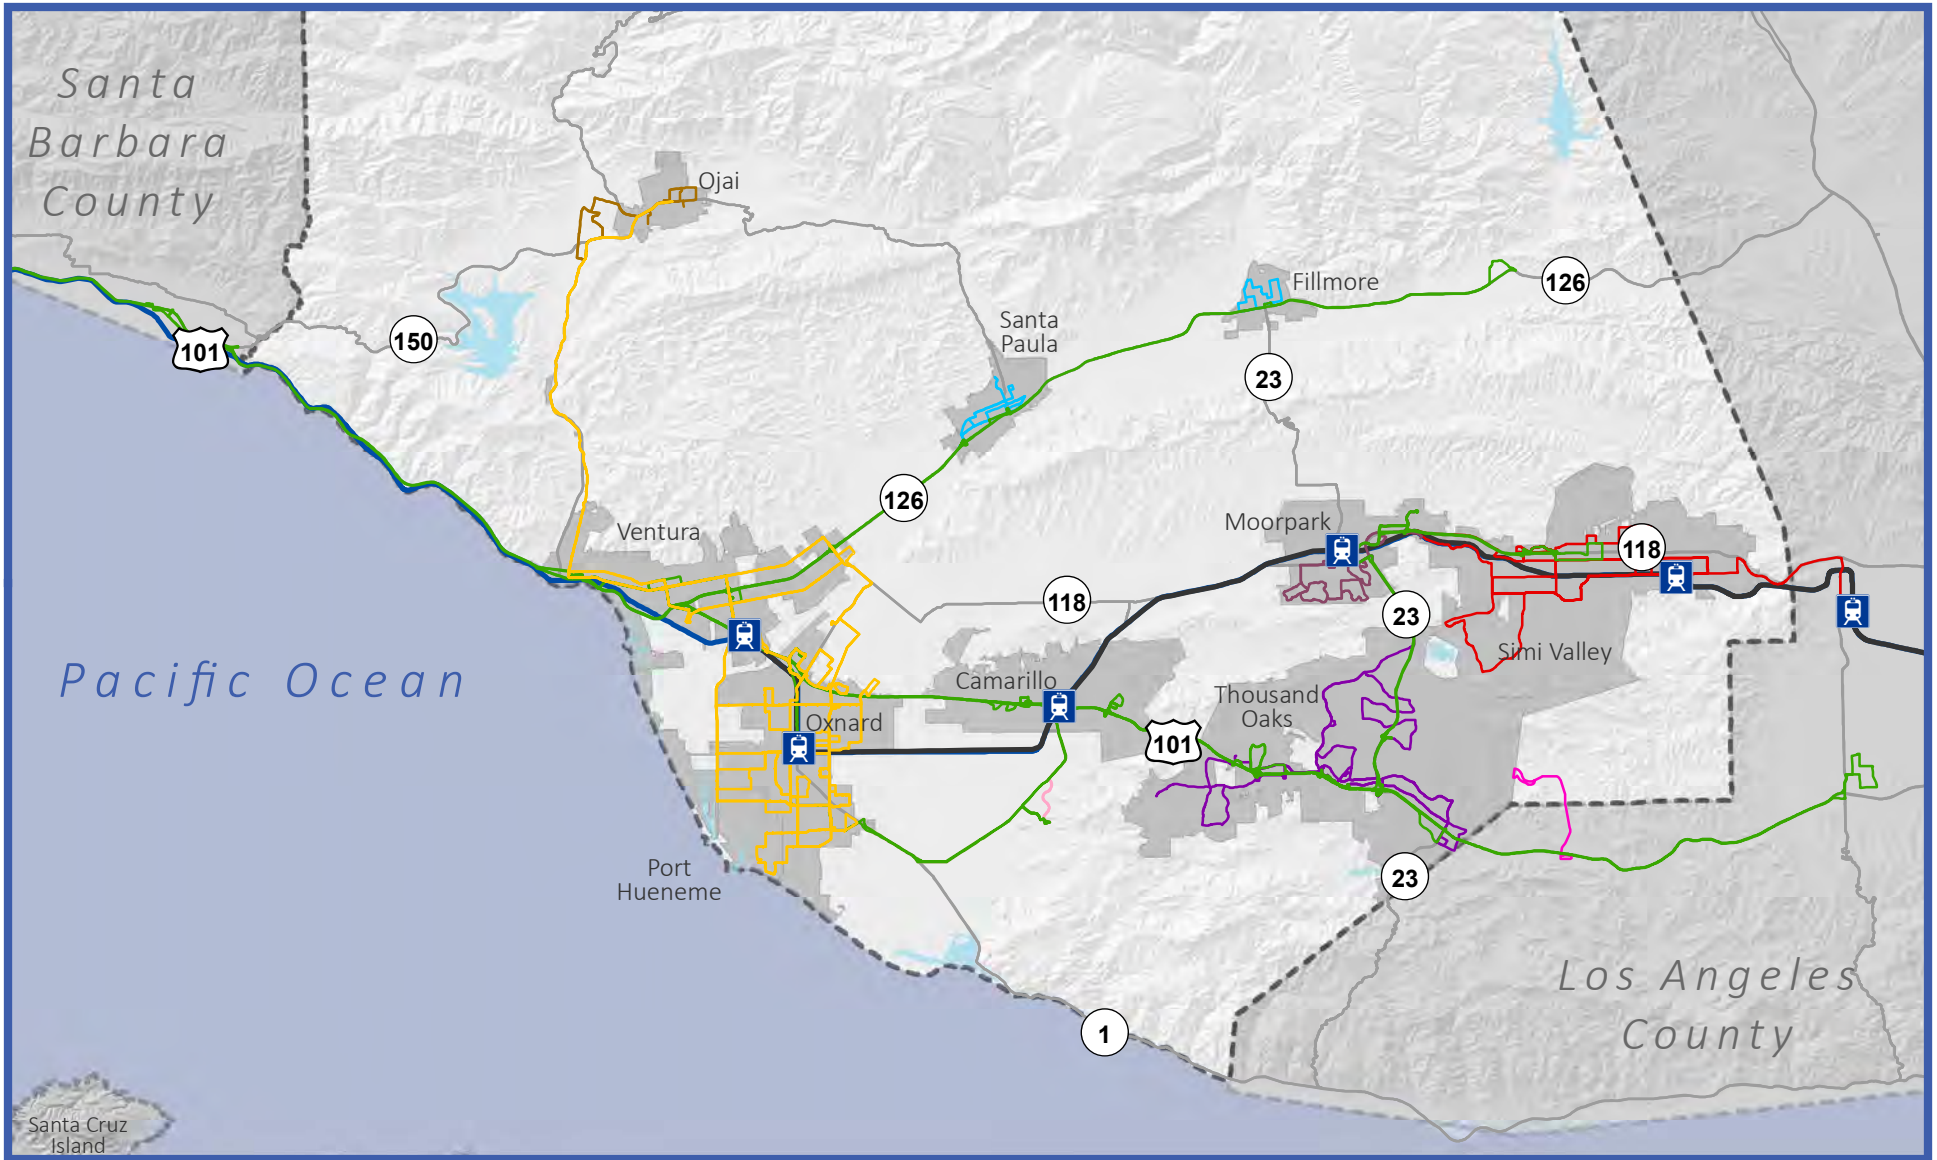 Santa
Barbara
County
Ojai
Fillmore
126
Santa
Paula
101
150
23
126
Ventura
Moorpark
118
118
23
Simi Valley
Pacific Ocean
Camarillo
Thousand
Oaks
Oxnard
101
Port
Hueneme
23
Los Angeles
County
1
Santa Cruz
Island